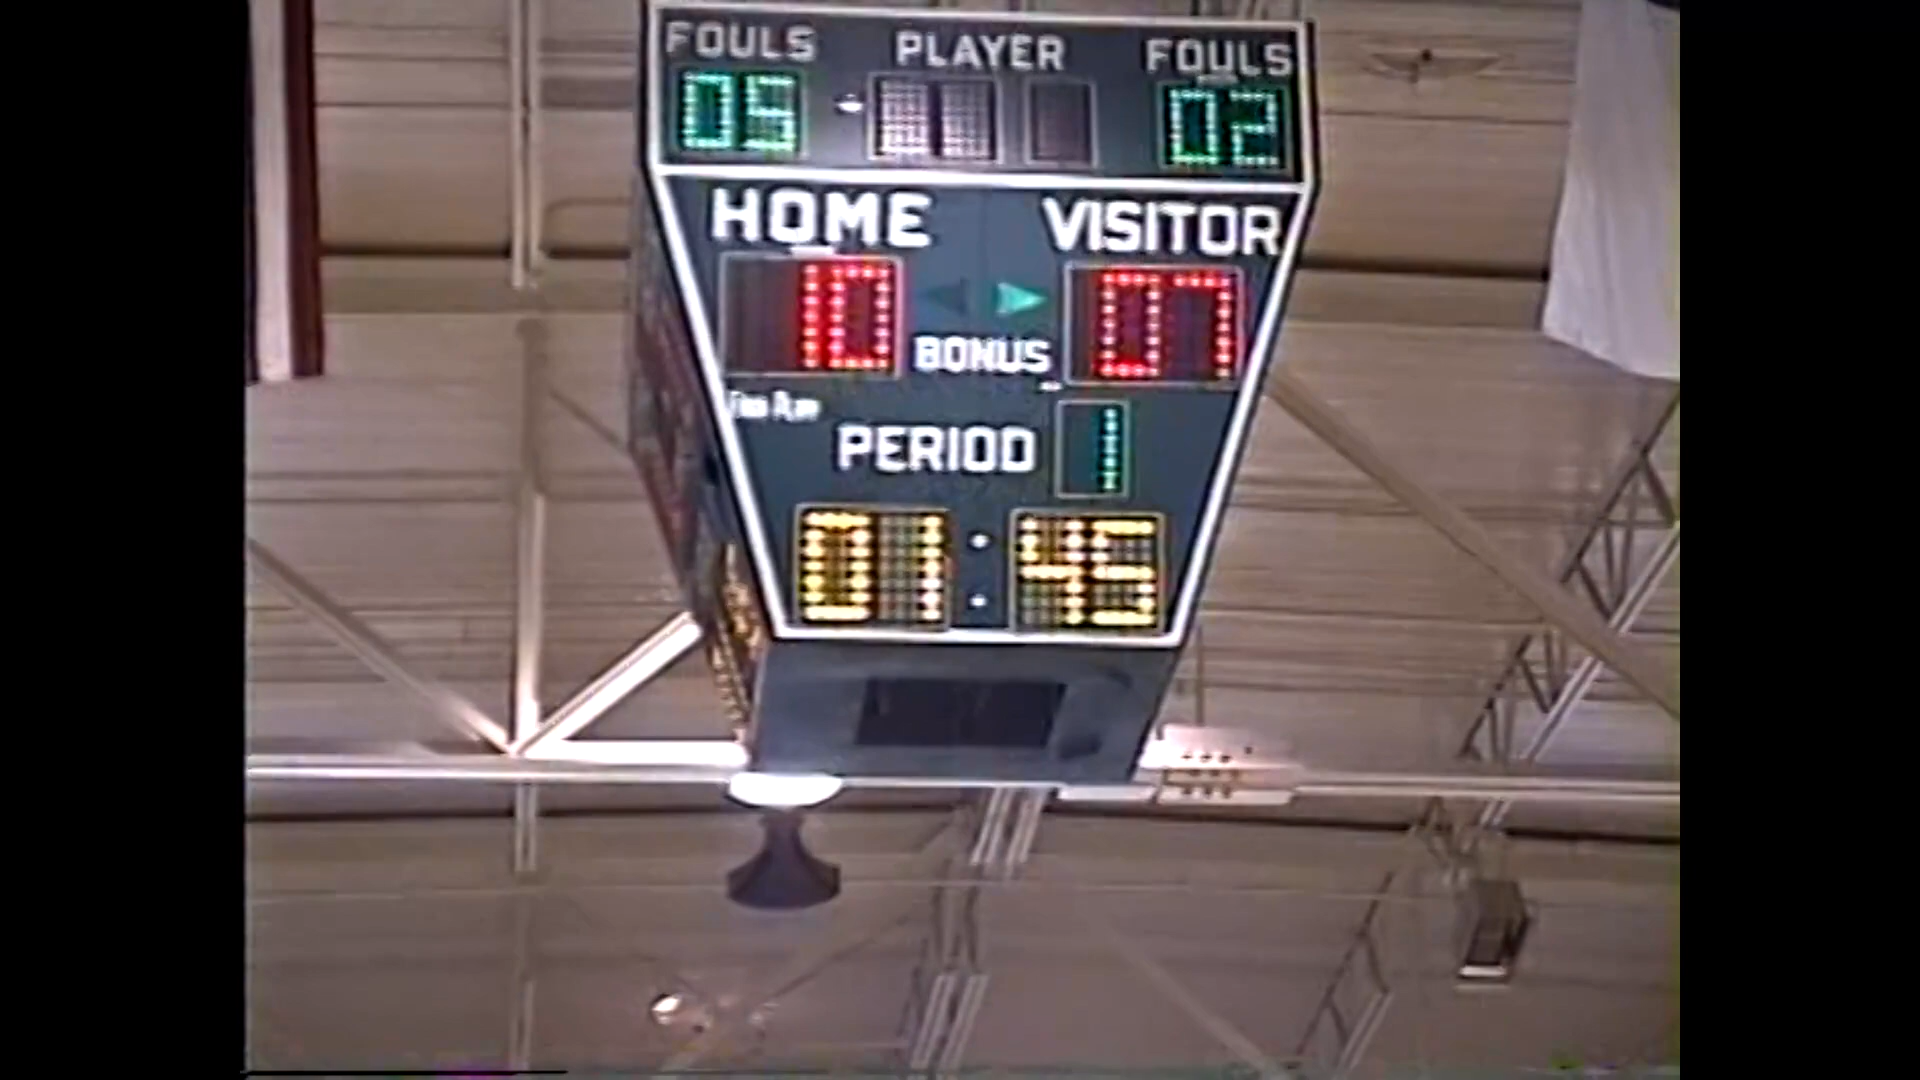 FOULS PLAYER FOULS
05 02
HOME VISITOR
10 07
BONUS
PERIOD 1
01:45